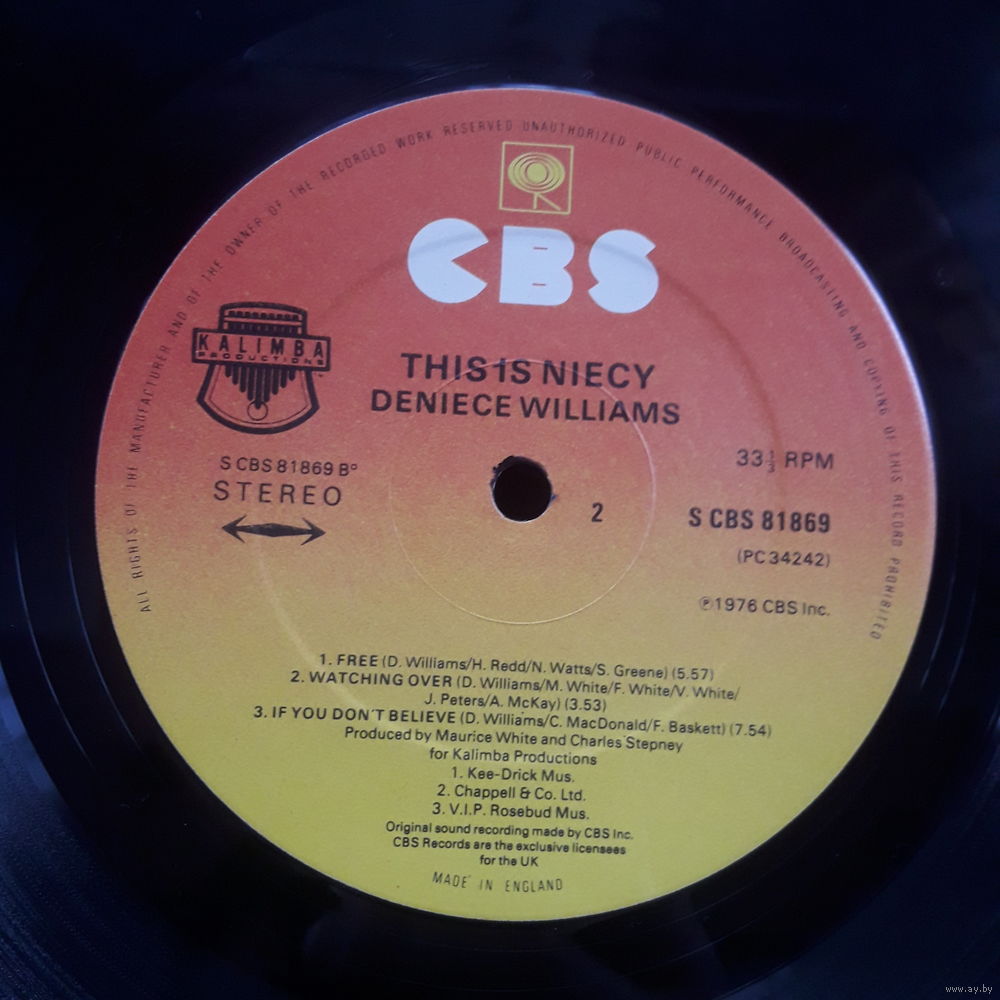 ALL RIGHTS OF THE MANUFACTURER AND OF THE OWNER OF THE RECORDED WORK RESERVED UNAUTHORIZED PUBLIC PERFORMANCE BROADCASTING AND COPYING OF THIS RECORD PROHIBITED
CBS
KALIMBA
PRODUCTIONS
THIS IS NIECY
DENIECE WILLIAMS
S CBS 81869 B°
STEREO
33⅓ RPM
2
S CBS 81869
(PC 34242)
℗1976 CBS Inc.
1. FREE (D. Williams/H. Redd/N. Watts/S. Greene) (5.57)
2. WATCHING OVER (D. Williams/M. White/F. White/V. White/
J. Peters/A. McKay) (3.53)
3. IF YOU DON'T BELIEVE (D. Williams/C. MacDonald/F. Baskett) (7.54)
Produced by Maurice White and Charles Stepney
for Kalimba Productions
1. Kee-Drick Mus.
2. Chappell & Co. Ltd.
3. V.I.P. Rosebud Mus.
Original sound recording made by CBS Inc.
CBS Records are the exclusive licensees
for the UK
MADE IN ENGLAND
www.ay.by